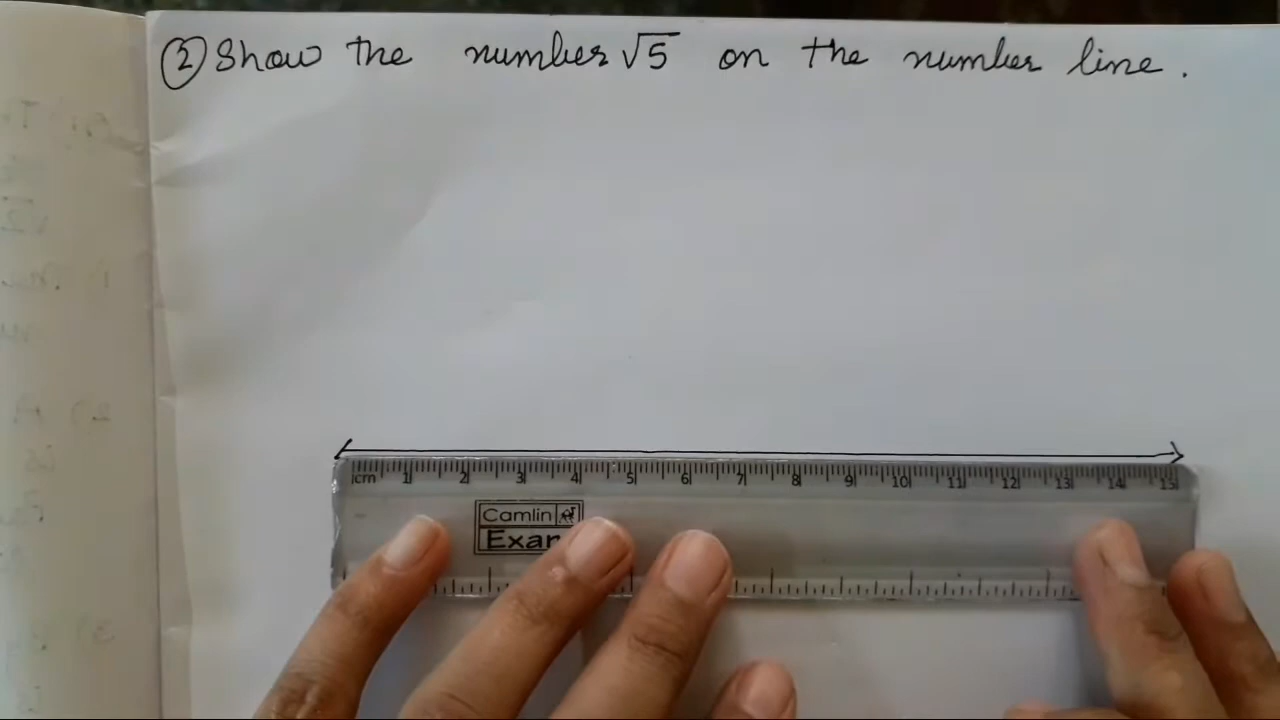 ② Show the number √5 on the number line.
cm 1 2 3 4 5 6 7 8 9 10 11 12 13 14 15
Camlin
Exam